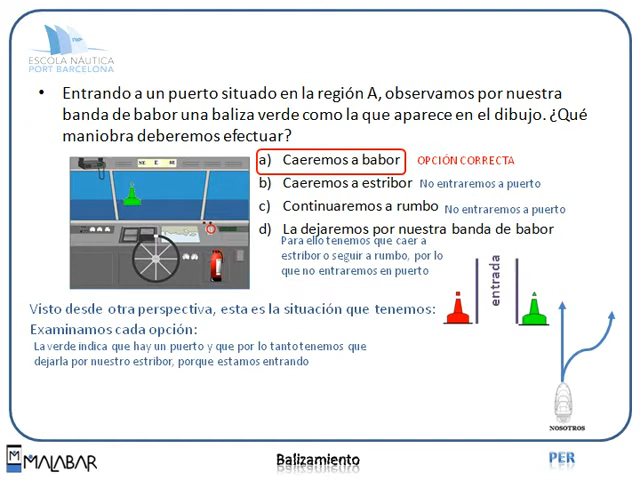 ESCOLA NÀUTICA
PORT BARCELONA
• Entrando a un puerto situado en la región A, observamos por nuestra
banda de babor una baliza verde como la que aparece en el dibujo. ¿Qué
maniobra deberemos efectuar?
a) Caeremos a babor OPCIÓN CORRECTA
b) Caeremos a estribor No entraremos a puerto
c) Continuaremos a rumbo No entraremos a puerto
d) La dejaremos por nuestra banda de babor
Para ello tenemos que caer a
estribor o seguir a rumbo, por lo
que no entraremos en puerto
entrada
Visto desde otra perspectiva, esta es la situación que tenemos:
Examinamos cada opción:
La verde indica que hay un puerto y que por lo tanto tenemos que
dejarla por nuestro estribor, porque estamos entrando
NOSOTROS
MALABAR
Balizamiento
PER